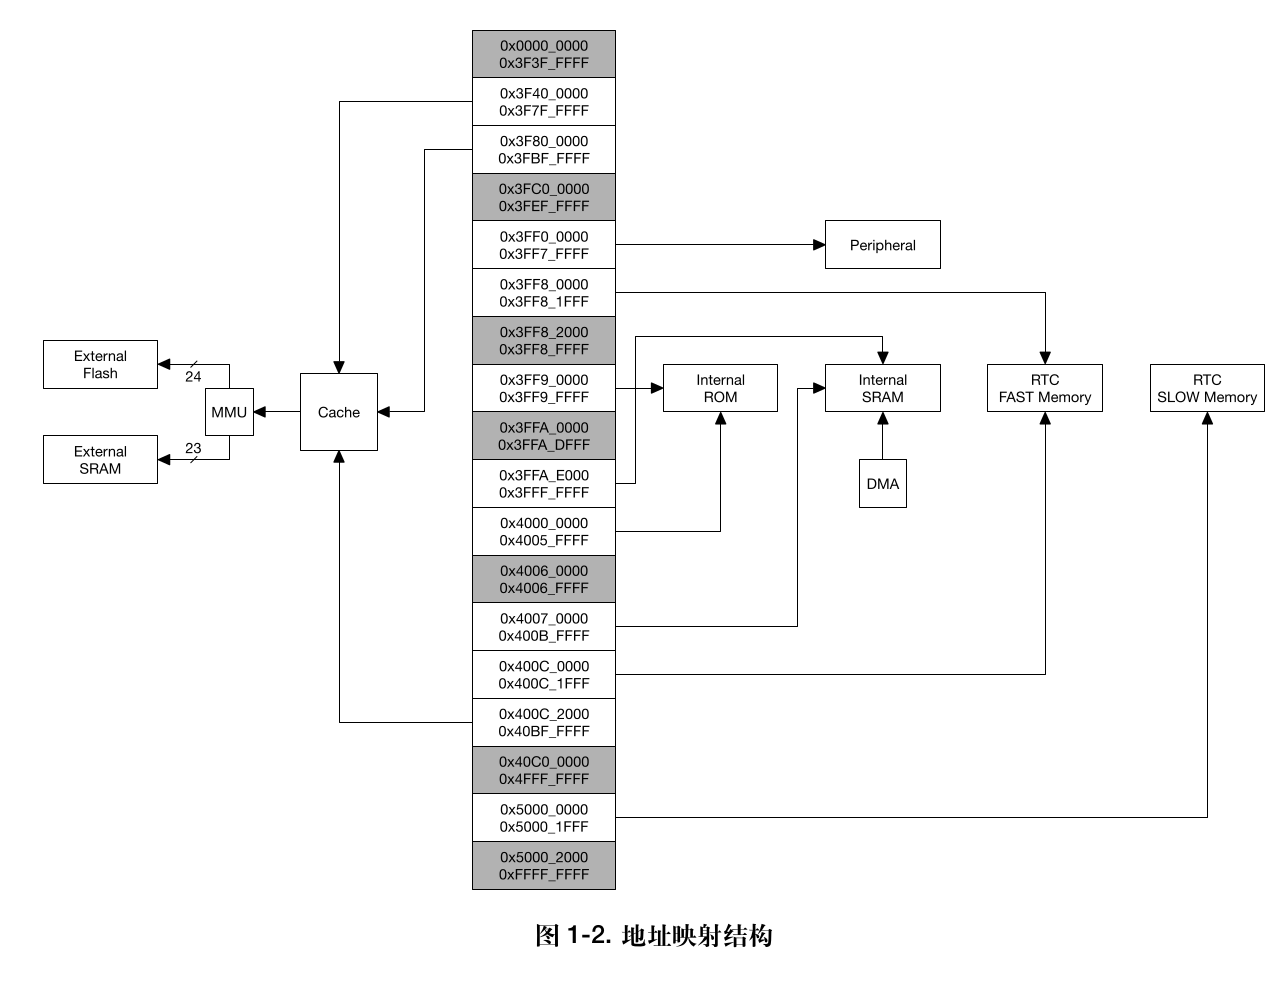 0x0000_0000
0x3F3F_FFFF
0x3F40_0000
0x3F7F_FFFF
0x3F80_0000
0x3FBF_FFFF
0x3FC0_0000
0x3FEF_FFFF
0x3FF0_0000
0x3FF7_FFFF
0x3FF8_0000
0x3FF8_1FFF
0x3FF8_2000
0x3FF8_FFFF
0x3FF9_0000
0x3FF9_FFFF
0x3FFA_0000
0x3FFA_DFFF
0x3FFA_E000
0x3FFF_FFFF
0x4000_0000
0x4005_FFFF
0x4006_0000
0x4006_FFFF
0x4007_0000
0x400B_FFFF
0x400C_0000
0x400C_1FFF
0x400C_2000
0x40BF_FFFF
0x40C0_0000
0x4FFF_FFFF
0x5000_0000
0x5000_1FFF
0x5000_2000
0xFFFF_FFFF
External
Flash
24
MMU
Cache
External
SRAM
23
Peripheral
Internal
ROM
Internal
SRAM
DMA
RTC
FAST Memory
RTC
SLOW Memory
图 1-2. 地址映射结构